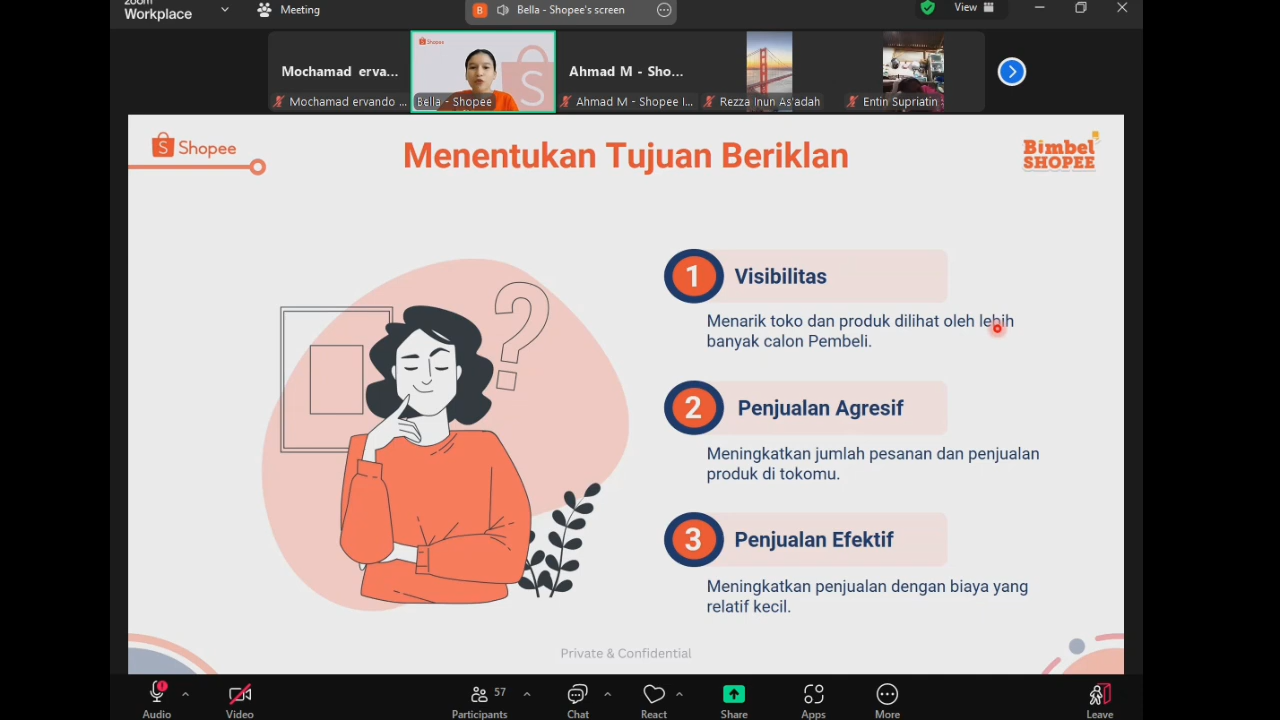 zoom
Workplace
Meeting
B
Bella - Shopee's screen
View
Mochamad erva...
Mochamad ervando ...
Shopee
S
Bella - Shopee
Ahmad M - Sho...
Ahmad M - Shopee I...
Rezza Inun As'adah
Entin Supriatin
S Shopee
Menentukan Tujuan Beriklan
Bimbel
SHOPEE
?
1 Visibilitas
Menarik toko dan produk dilihat oleh lebih
banyak calon Pembeli.
2 Penjualan Agresif
Meningkatkan jumlah pesanan dan penjualan
produk di tokomu.
3 Penjualan Efektif
Meningkatkan penjualan dengan biaya yang
relatif kecil.
Private & Confidential
Audio
Video
57
Participants
Chat
React
Share
Apps
More
Leave